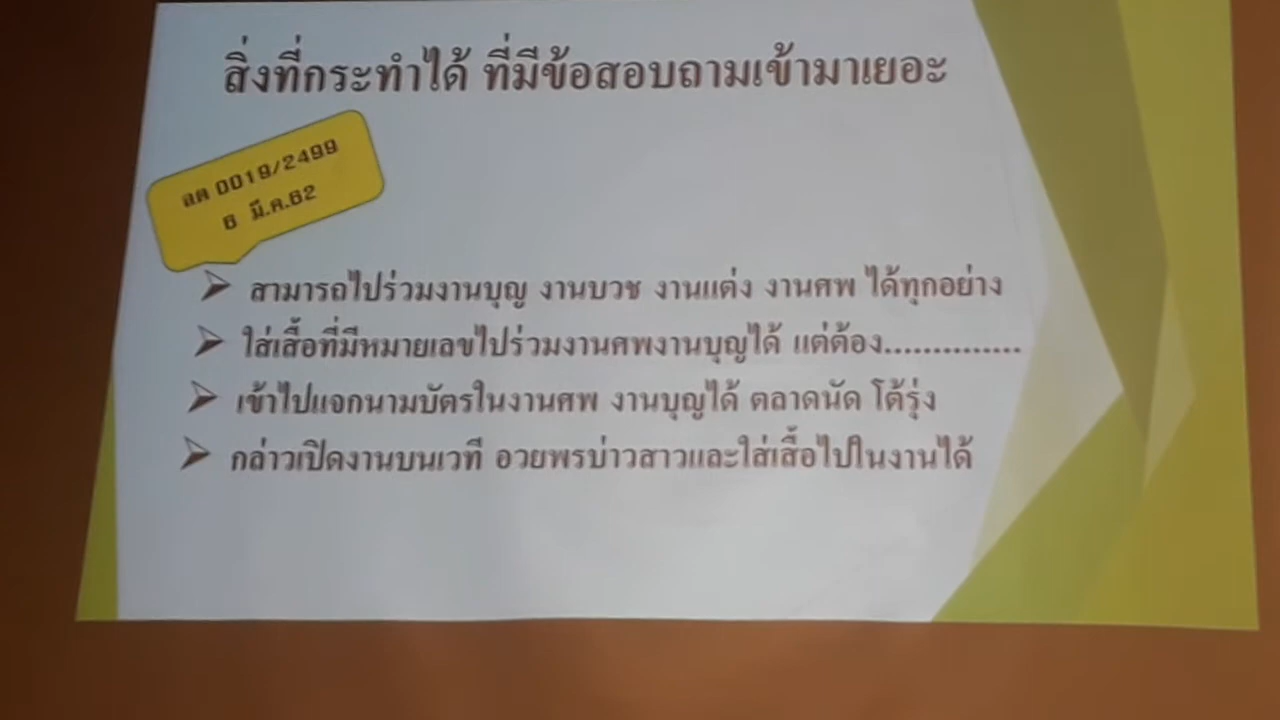 สิ่งที่กระทำได้ ที่มีข้อสอบถามเข้ามาเยอะ
ลต 0019/2499
6 มี.ค.62
สามารถไปร่วมงานบุญ งานบวช งานแต่ง งานศพ ได้ทุกอย่าง
ใส่เสื้อที่มีหมายเลขไปร่วมงานศพงานบุญได้ แต่ต้อง..............
เข้าไปแจกนามบัตรในงานศพ งานบุญได้ ตลาดนัด โต้รุ่ง
กล่าวเปิดงานบนเวที อวยพรบ่าวสาวและใส่เสื้อไปในงานได้